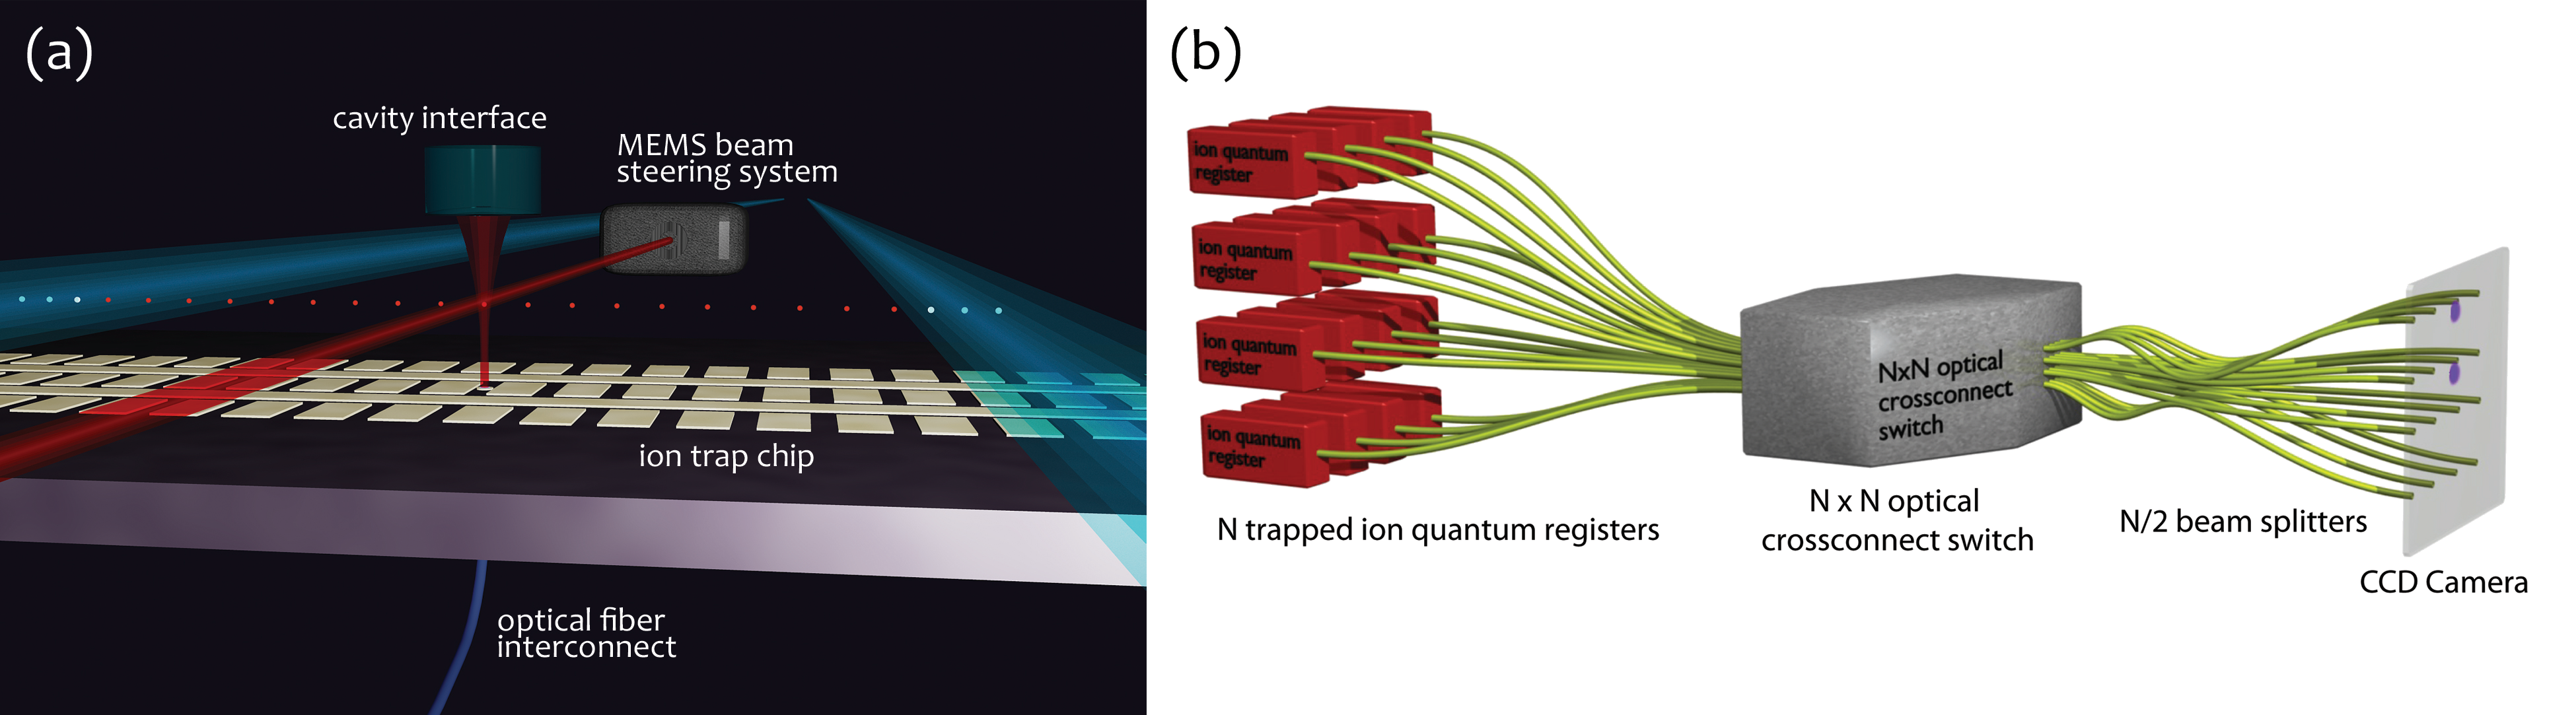 (a)
cavity interface
MEMS beam
steering system
ion trap chip
optical fiber
interconnect
(b)
ion quantum
register
ion quantum
register
ion quantum
register
ion quantum
register
NxN optical
crossconnect
switch
N trapped ion quantum registers
N x N optical
crossconnect switch
N/2 beam splitters
CCD Camera